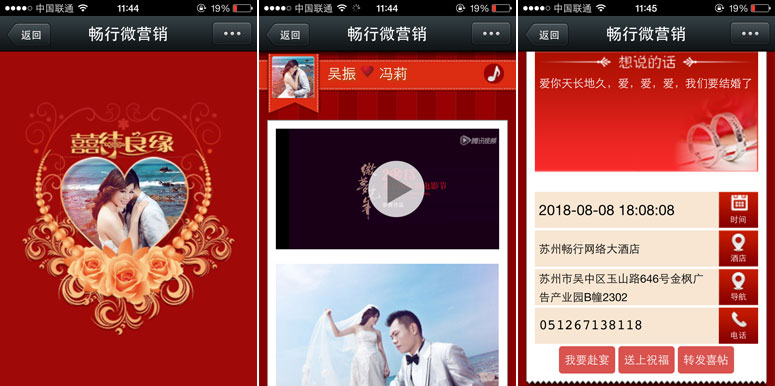 中国联通 11:44 19%
返回 畅行微营销
囍结良缘
中国联通 11:44 19%
返回 畅行微营销
吴振 冯莉
腾讯视频
中国联通 11:45 19%
返回 畅行微营销
想说的话
爱你天长地久，爱，爱，爱，我们要结婚了
2018-08-08 18:08:08 时间
苏州畅行网络大酒店 酒店
苏州市吴中区玉山路646号金枫广
告产业园B幢2302 导航
051267138118 电话
我要赴宴 送上祝福 转发喜帖